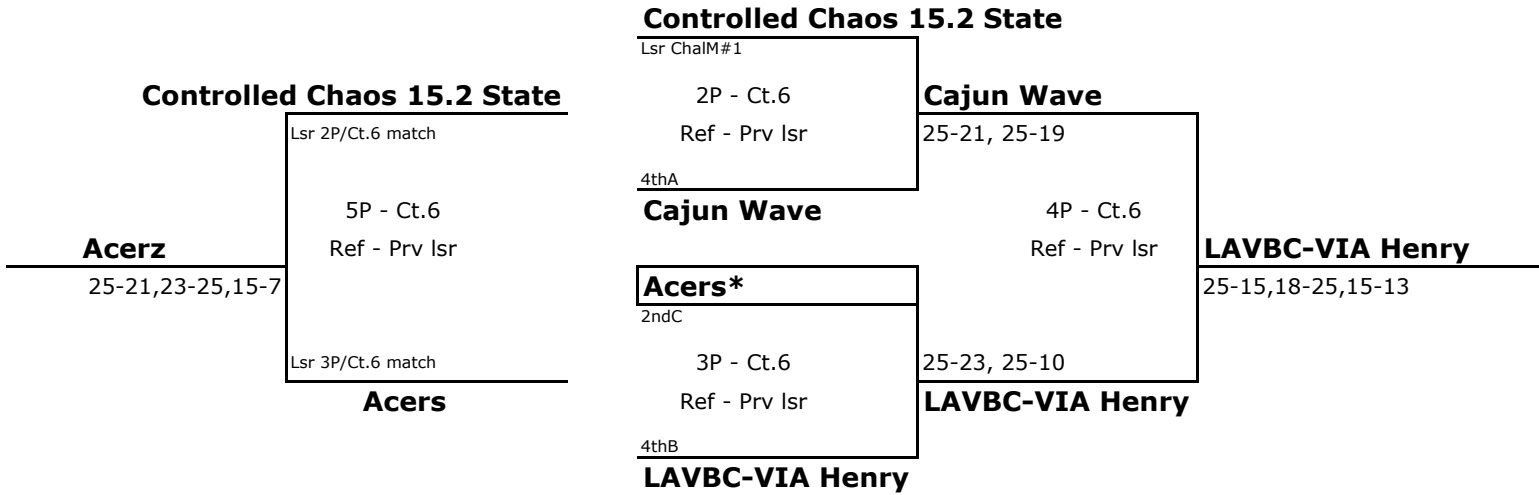 Controlled Chaos 15.2 State
Lsr ChalM#1
Controlled Chaos 15.2 State
2P - Ct.6
Cajun Wave
Lsr 2P/Ct.6 match
Ref - Prv lsr
25-21, 25-19
4thA
5P - Ct.6
Cajun Wave
4P - Ct.6
Acerz
Ref - Prv lsr
Ref - Prv lsr
LAVBC-VIA Henry
25-21,23-25,15-7
Acers*
25-15,18-25,15-13
2ndC
Lsr 3P/Ct.6 match
3P - Ct.6
25-23, 25-10
Acers
Ref - Prv lsr
LAVBC-VIA Henry
4thB
LAVBC-VIA Henry